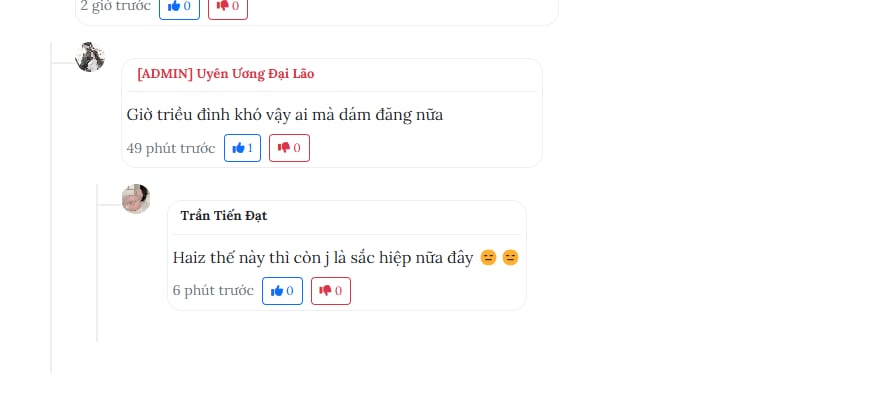 2 giờ trước 0 0
[ADMIN] Uyên Ương Đại Lão
Giờ triều đình khó vậy ai mà dám đăng nữa
49 phút trước 1 0
Trần Tiến Đạt
Haiz thế này thì còn j là sắc hiệp nữa đây 😑😑
6 phút trước 0 0